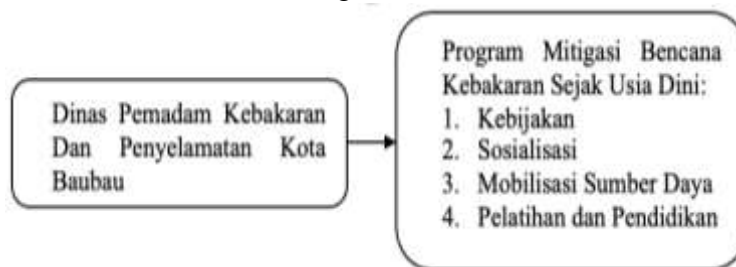 Dinas Pemadam Kebakaran
Dan Penyelamatan Kota
Baubau
Program Mitigasi Bencana
Kebakaran Sejak Usia Dini:
1. Kebijakan
2. Sosialisasi
3. Mobilisasi Sumber Daya
4. Pelatihan dan Pendidikan